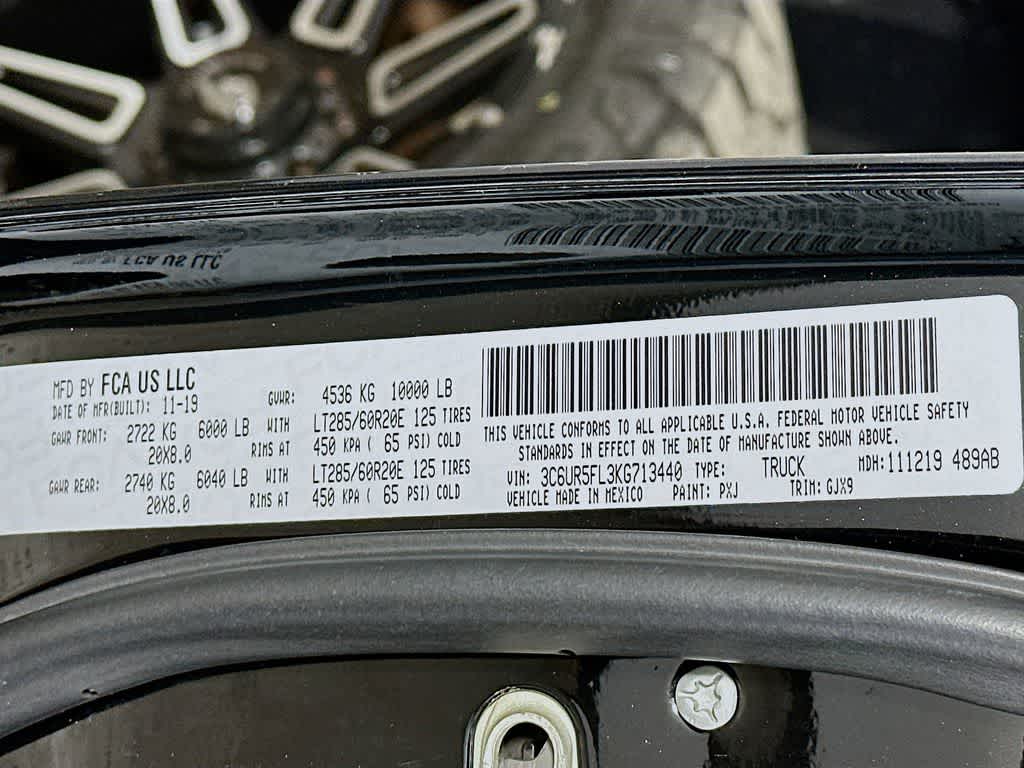 MFD BY FCA US LLC
DATE OF MFR(BUILT): 11-19 GVWR: 4536 KG 10000 LB
GAWR FRONT: 2722 KG 6000 LB WITH LT285/60R20E 125 TIRES
20X8.0 RIMS AT 450 KPA ( 65 PSI) COLD
GAWR REAR: 2740 KG 6040 LB WITH LT285/60R20E 125 TIRES
20X8.0 RIMS AT 450 KPA ( 65 PSI) COLD
THIS VEHICLE CONFORMS TO ALL APPLICABLE U.S.A. FEDERAL MOTOR VEHICLE SAFETY
STANDARDS IN EFFECT ON THE DATE OF MANUFACTURE SHOWN ABOVE.
VIN: 3C6UR5FL3KG713440 TYPE: TRUCK MDH: 111219 489AB
VEHICLE MADE IN MEXICO PAINT: PXJ TRIM: GJX9